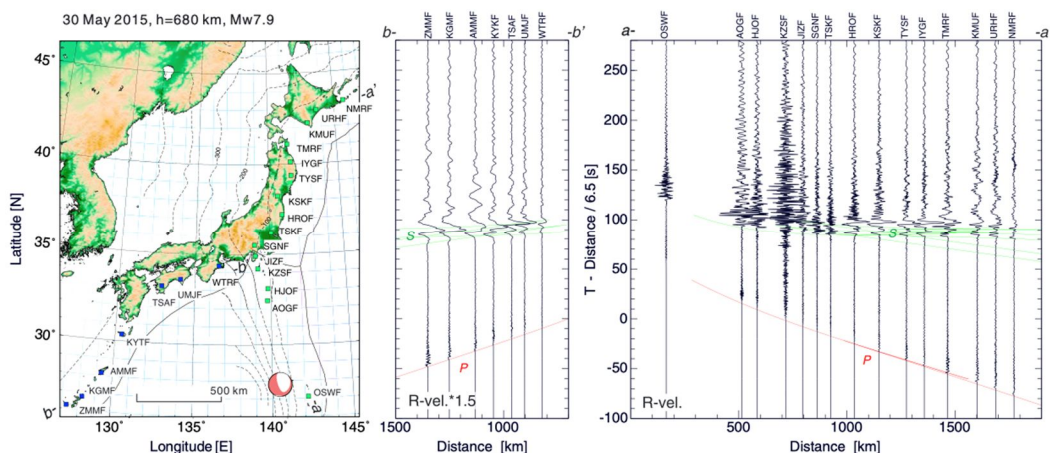 30 May 2015, h=680 km, Mw7.9
45°
40°
35°
30°
Latitude [N]
130°
135°
140°
145°
Longitude [E]
500 km
300
-a'
NMRF
URHF
KMUF
TMRF
IYGF
TYSF
KSKF
HROF
TSKF
SGNF
JIZF
KZSF
HJOF
AOGF
-b
WTRF
UMJF
TSAF
KYTF
AMMF
KGMF
ZMMF
b'-
OSWF
-a
b-
-b'
ZMMF
KGMF
AMMF
KYKF
TSAF
UMJF
WTRF
S
P
R-vel.*1.5
1500
1000
Distance [km]
a-
-a
OSWF
AOGF
HJOF
KZSF
JIZF
SGNF
TSKF
HROF
KSKF
TYSF
IYGF
TMRF
KMUF
URHF
NMRF
T - Distance / 6.5 [s]
250
200
150
100
50
0
-50
-100
S
P
R-vel.
500
1000
1500
Distance [km]